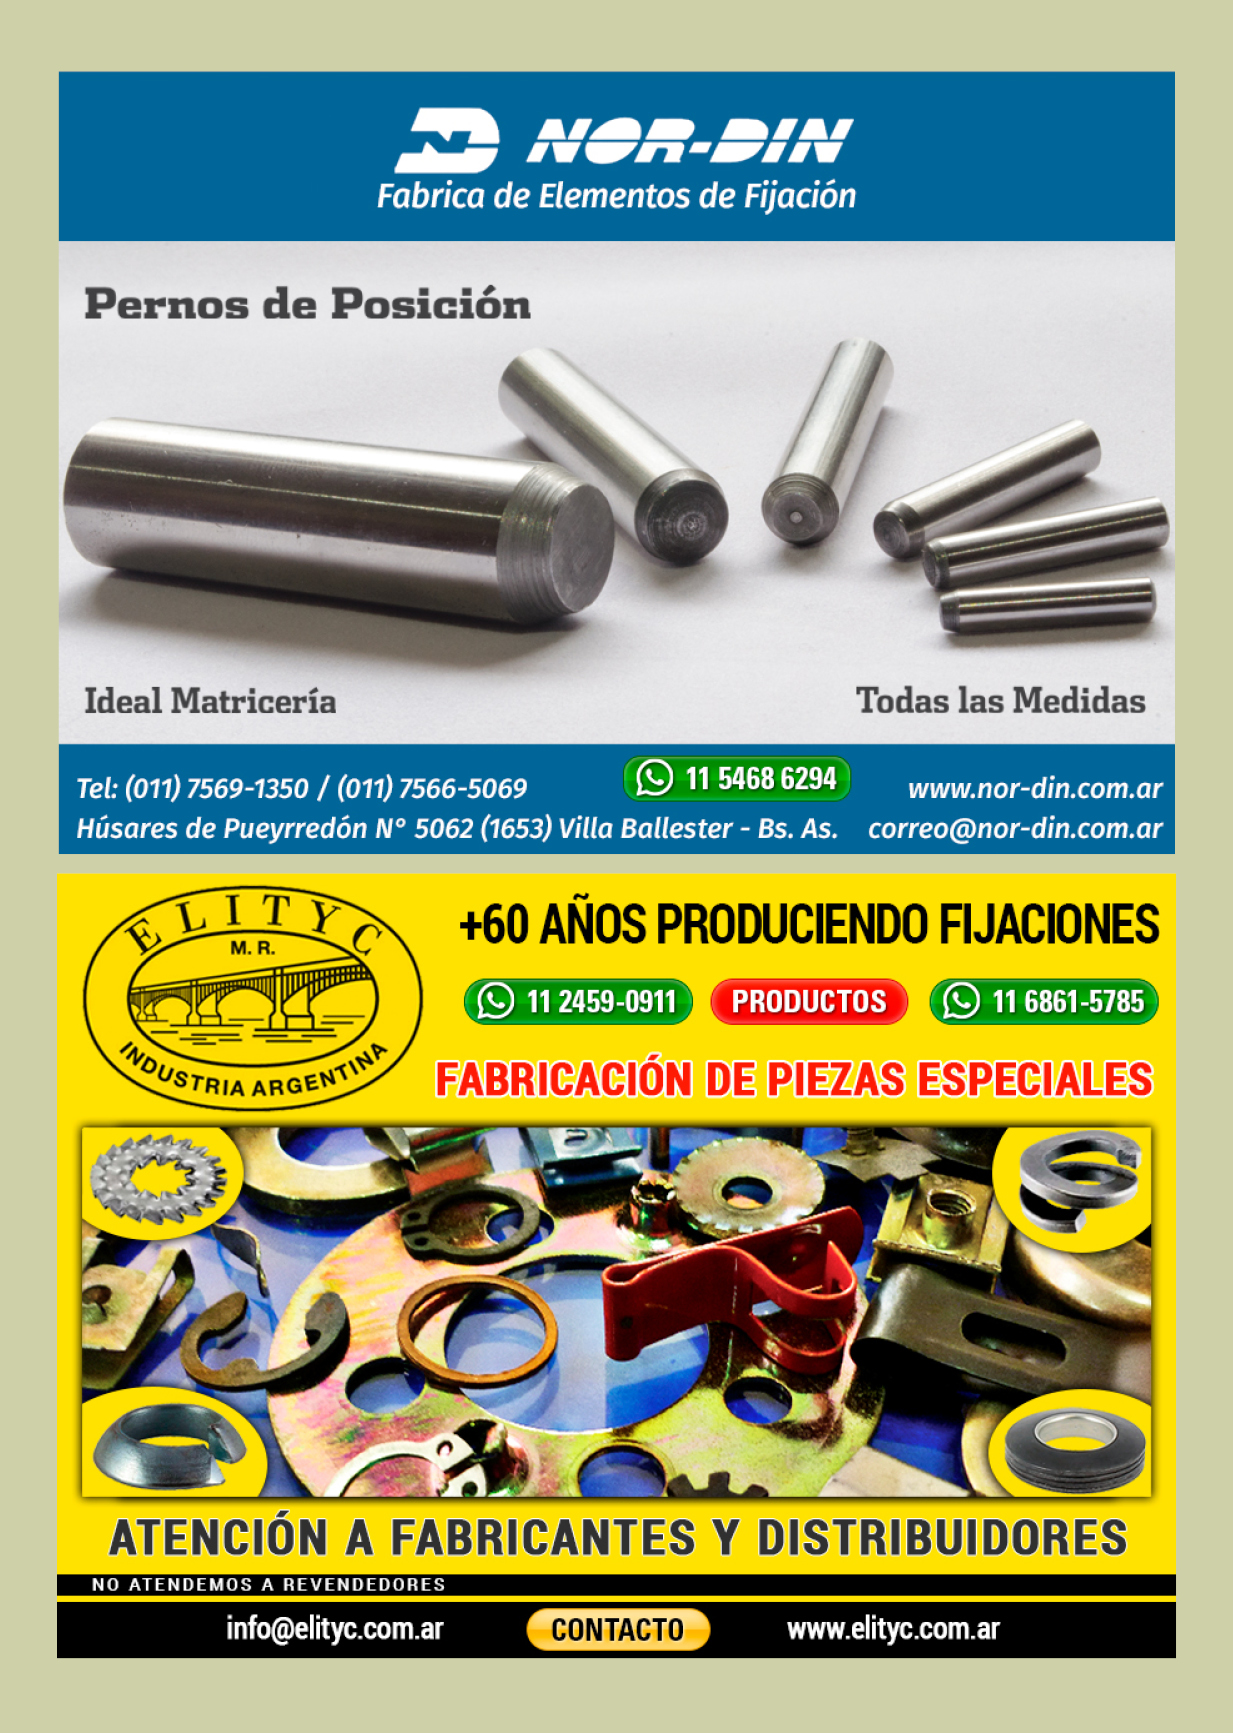 NOR-DIN
Fabrica de Elementos de Fijación
Pernos de Posición
Ideal Matricería
Todas las Medidas
Tel: (011) 7569-1350 / (011) 7566-5069
11 5468 6294
www.nor-din.com.ar
Húsares de Pueyrredón N° 5062 (1653) Villa Ballester - Bs. As.
correo@nor-din.com.ar
ELITYC
M. R.
INDUSTRIA ARGENTINA
+60 AÑOS PRODUCIENDO FIJACIONES
11 2459-0911
PRODUCTOS
11 6861-5785
FABRICACIÓN DE PIEZAS ESPECIALES
ATENCIÓN A FABRICANTES Y DISTRIBUIDORES
NO ATENDEMOS A REVENDEDORES
info@elityc.com.ar
CONTACTO
www.elityc.com.ar